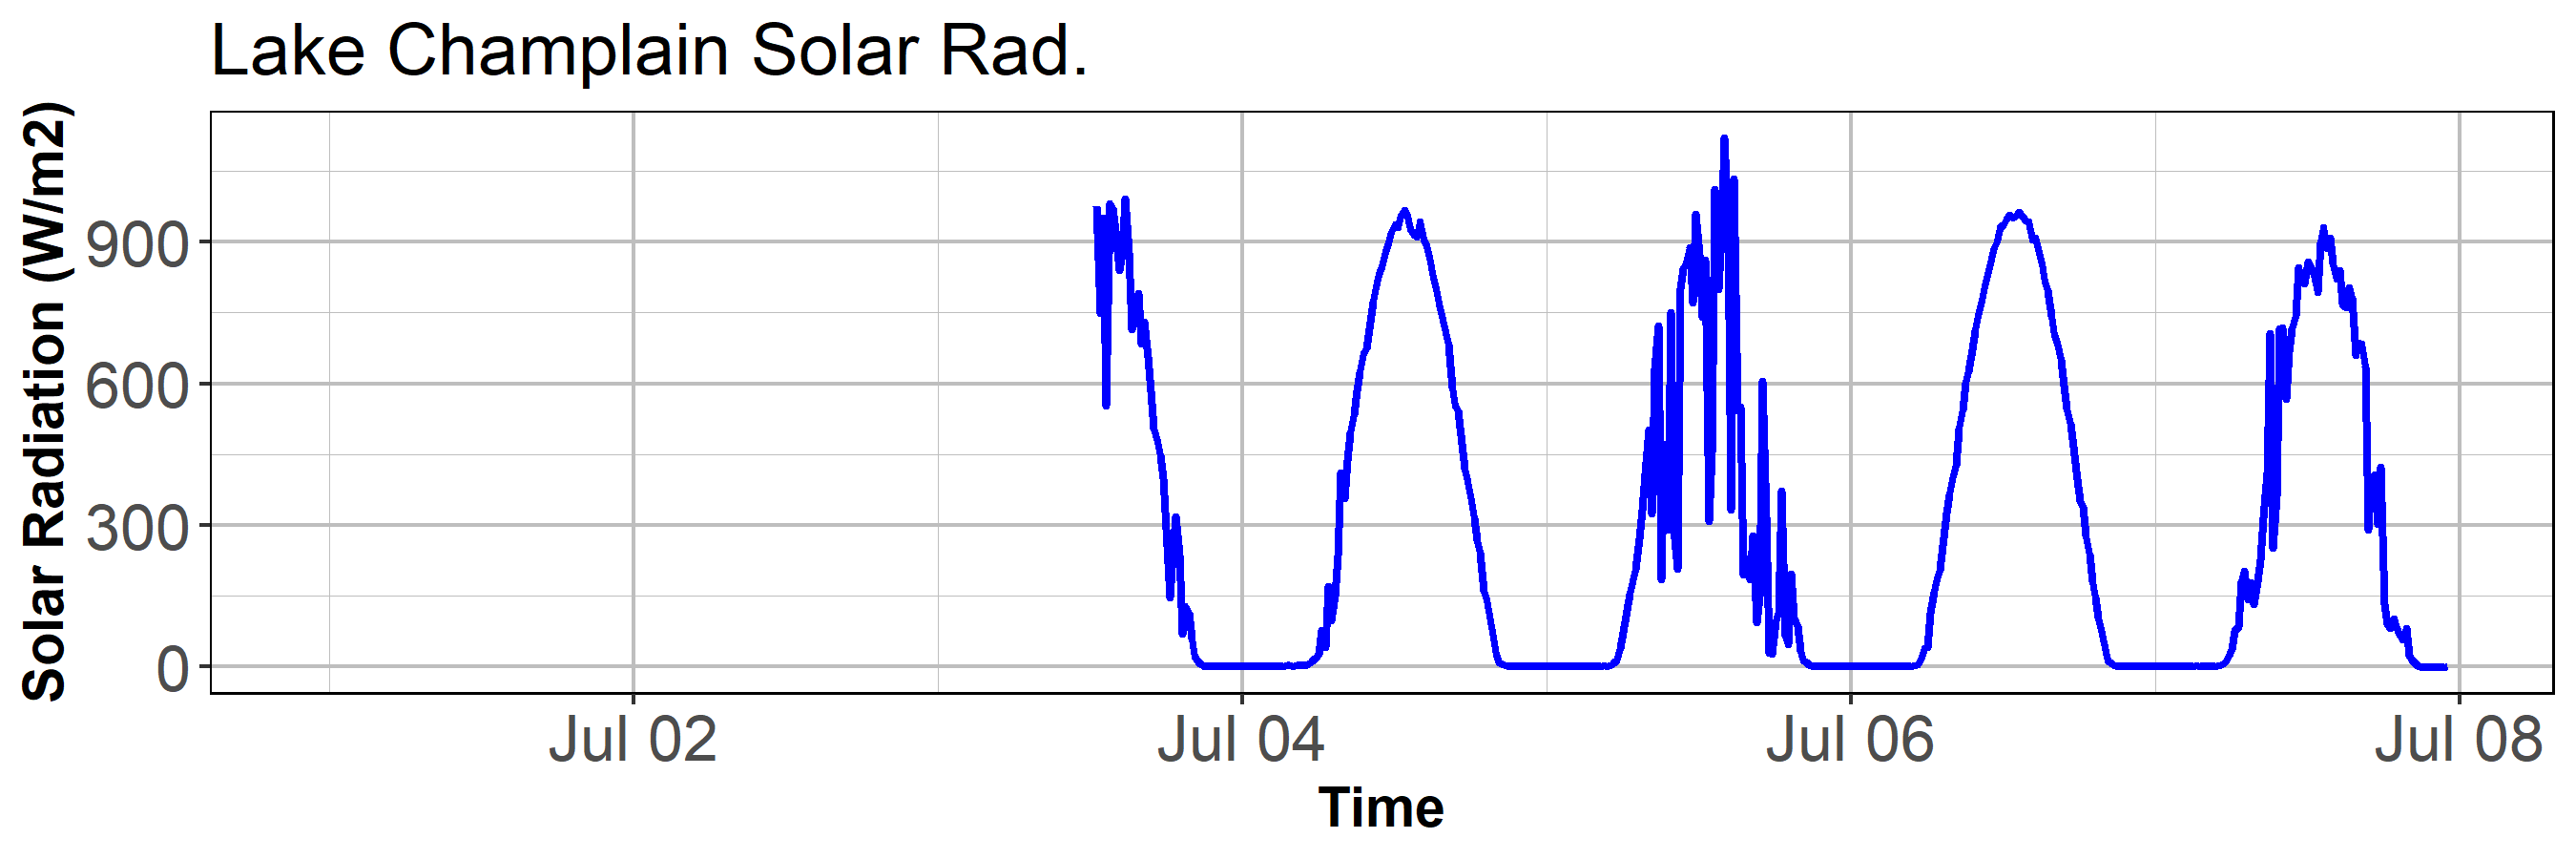 Lake Champlain Solar Rad.
Solar Radiation (W/m2)
900
600
300
0
Jul 02 Jul 04 Jul 06 Jul 08
Time